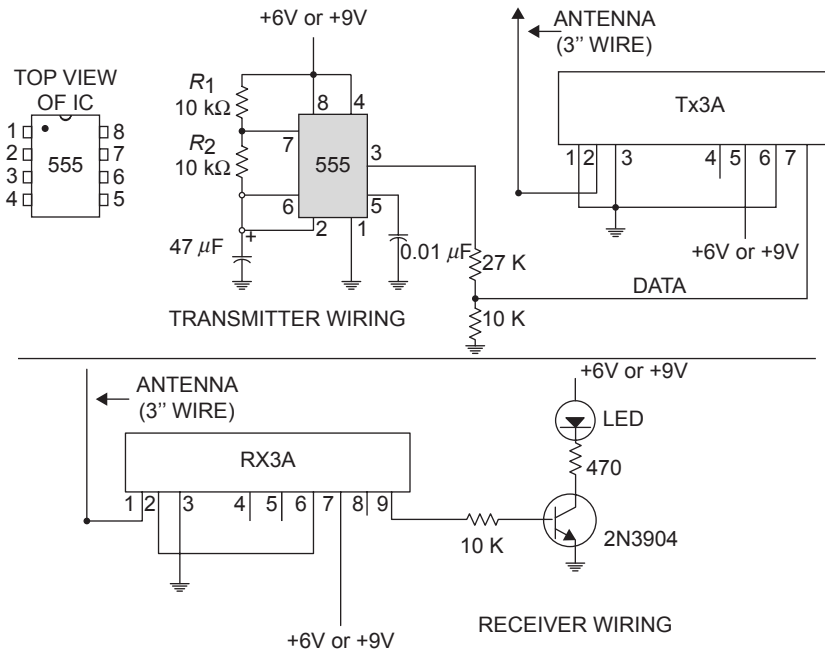 +6V or +9V
TOP VIEW
OF IC
1
2
3
4
555
8
7
6
5
R1
10 kΩ
R2
10 kΩ
8
4
7
555
3
6
5
2
1
47 μF
+
0.01 μF
27 K
10 K
DATA
TRANSMITTER WIRING
ANTENNA
(3’’ WIRE)
Tx3A
1
2
3
4
5
6
7
+6V or +9V
ANTENNA
(3’’ WIRE)
RX3A
1
2
3
4
5
6
7
8
9
+6V or +9V
10 K
+6V or +9V
LED
470
2N3904
RECEIVER WIRING